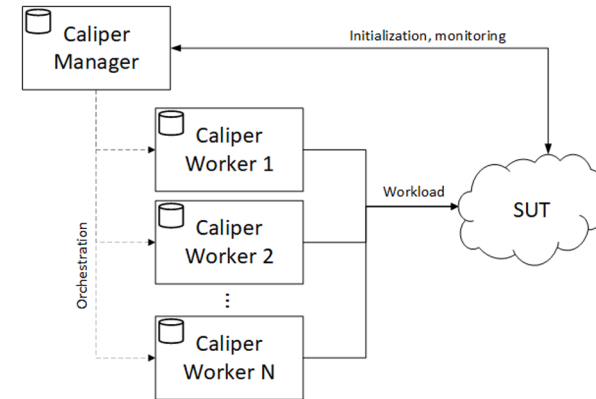 Caliper
Manager
Initialization, monitoring
Caliper
Worker 1
Workload
SUT
Caliper
Worker 2
Orchestration
...
Caliper
Worker N